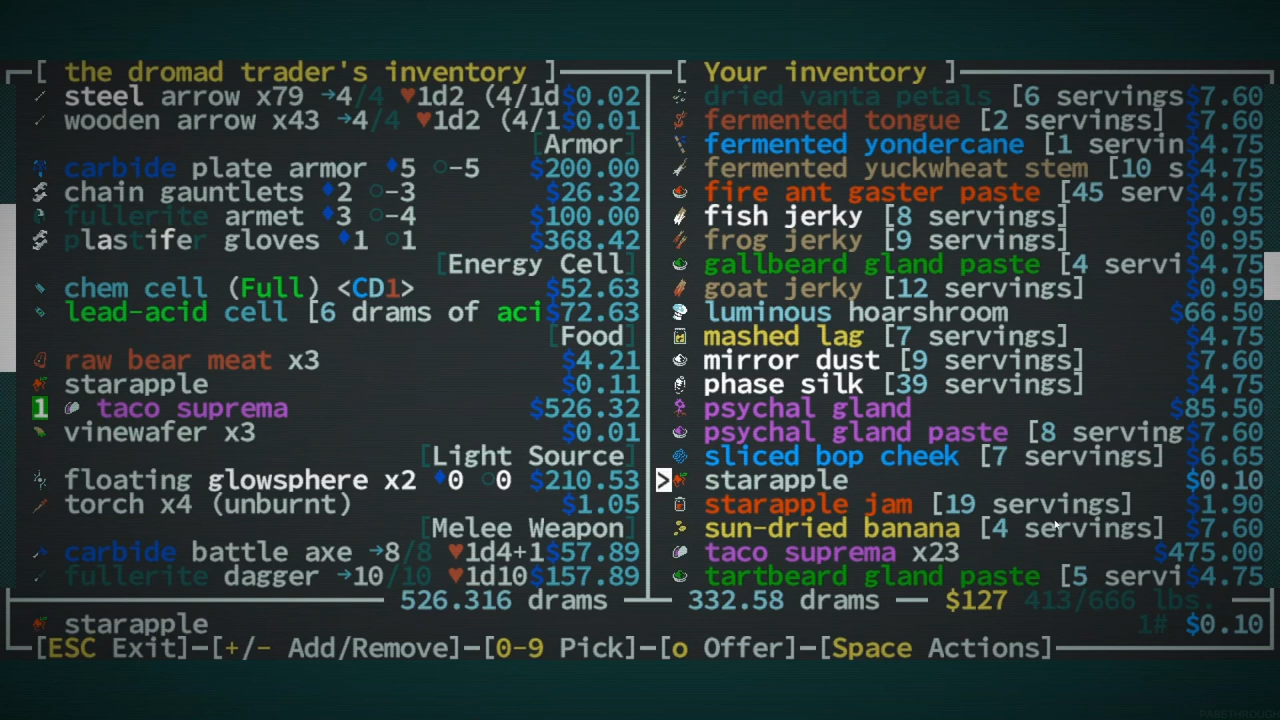 [ the dromad trader's inventory ]
steel arrow x79 →4/4 ♥1d2 (4/1d $0.02
wooden arrow x43 →4/4 ♥1d2 (4/1 $0.01
[Armor]
carbide plate armor ♦5 ○-5 $200.00
chain gauntlets ♦2 ○-3 $26.32
fullerite armet ♦3 ○-4 $100.00
plastifer gloves ♦1 ○1 $368.42
[Energy Cell]
chem cell (Full) <CD1> $52.63
lead-acid cell [6 drams of aci $72.63
[Food]
raw bear meat x3 $4.21
starapple $0.11
1 taco suprema $526.32
vinewafer x3 $0.01
[Light Source]
floating glowsphere x2 ♦0 ○0 $210.53
torch x4 (unburnt) $1.05
[Melee Weapon]
carbide battle axe →8/8 ♥1d4+1 $57.89
fullerite dagger →10/10 ♥1d10 $157.89
526.316 drams
[ Your inventory ]
dried vanta petals [6 servings $7.60
fermented tongue [2 servings] $7.60
fermented yondercane [1 servin $4.75
fermented yuckwheat stem [10 s $4.75
fire ant gaster paste [45 serv $4.75
fish jerky [8 servings] $0.95
frog jerky [9 servings] $0.95
gallbeard gland paste [4 servi $4.75
goat jerky [12 servings] $0.95
luminous hoarshroom $66.50
mashed lag [7 servings] $4.75
mirror dust [9 servings] $7.60
phase silk [39 servings] $4.75
psychal gland $85.50
psychal gland paste [8 serving $7.60
sliced bop cheek [7 servings] $6.65
> starapple $0.10
starapple jam [19 servings] $1.90
sun-dried banana [4 servings] $7.60
taco suprema x23 $475.00
tartbeard gland paste [5 servi $4.75
332.58 drams — $127 413/666 lbs.
starapple 1# $0.10
[ESC Exit]—[+/- Add/Remove]—[0-9 Pick]—[o Offer]—[Space Actions]